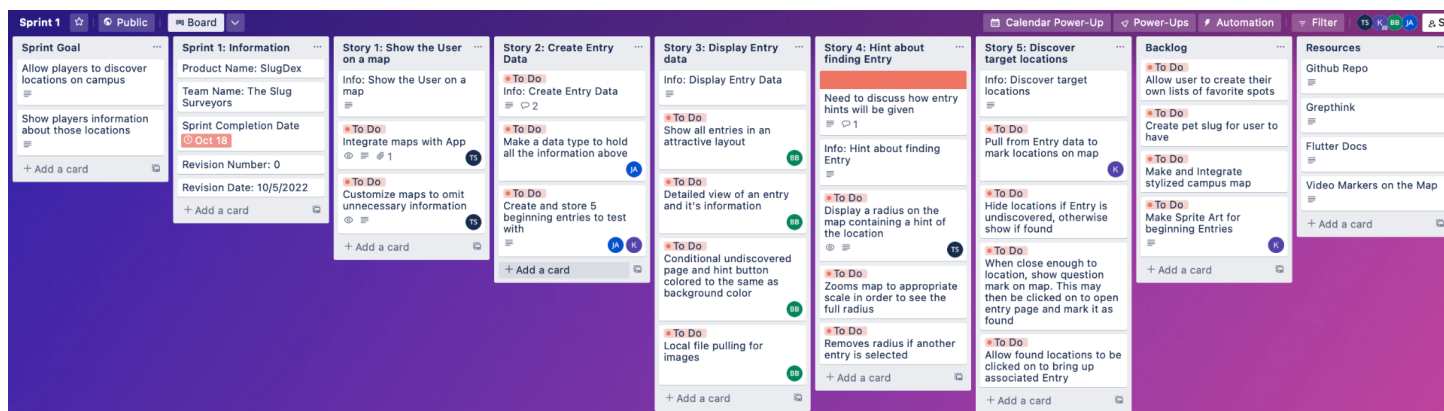 Sprint 1
Public
Board
Calendar Power-Up
Power-Ups
Automation
Filter
TS
K
BB
JA
S
Sprint Goal
Allow players to discover
locations on campus
Show players information
about those locations
+ Add a card
Sprint 1: Information
Product Name: SlugDex
Team Name: The Slug
Surveyors
Sprint Completion Date
Oct 18
Revision Number: 0
Revision Date: 10/5/2022
+ Add a card
Story 1: Show the User
on a map
Info: Show the User on a
map
To Do
Integrate maps with App
1
TS
To Do
Customize maps to omit
unnecessary information
TS
+ Add a card
Story 2: Create Entry
Data
To Do
Info: Create Entry Data
2
To Do
Make a data type to hold
all the information above
JA
To Do
Create and store 5
beginning entries to test
with
JA K
+ Add a card
Story 3: Display Entry
data
Info: Display Entry Data
To Do
Show all entries in an
attractive layout
BB
To Do
Detailed view of an entry
and it's information
BB
To Do
Conditional undiscovered
page and hint button
colored to the same as
background color
BB
To Do
Local file pulling for
images
BB
+ Add a card
Story 4: Hint about
finding Entry
Need to discuss how entry
hints will be given
1
Info: Hint about finding
Entry
To Do
Display a radius on the
map containing a hint of
the location
TS
To Do
Zooms map to appropriate
scale in order to see the
full radius
To Do
Removes radius if another
entry is selected
+ Add a card
Story 5: Discover
target locations
Info: Discover target
locations
To Do
Pull from Entry data to
mark locations on map
K
To Do
Hide locations if Entry is
undiscovered, otherwise
show if found
To Do
When close enough to
location, show question
mark on map. This may
then be clicked on to open
entry page and mark it as
found
To Do
Allow found locations to be
clicked on to bring up
associated Entry
+ Add a card
Backlog
To Do
Allow user to create their
own lists of favorite spots
To Do
Create pet slug for user to
have
To Do
Make and Integrate
stylized campus map
To Do
Make Sprite Art for
beginning Entries
K
+ Add a card
Resources
Github Repo
Grepthink
Flutter Docs
Video Markers on the Map
+ Add a card